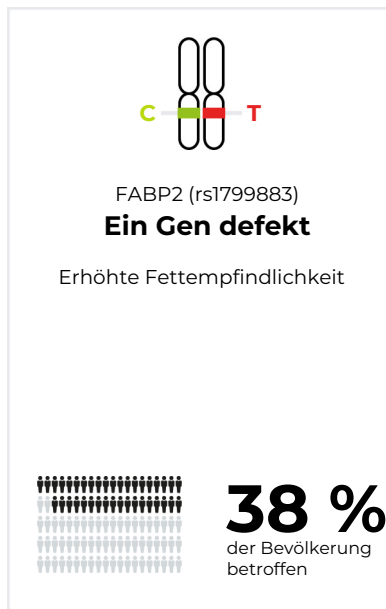 C T
FABP2 (rs1799883)
Ein Gen defekt
Erhöhte Fettempfindlichkeit
38 %
der Bevölkerung
betroffen